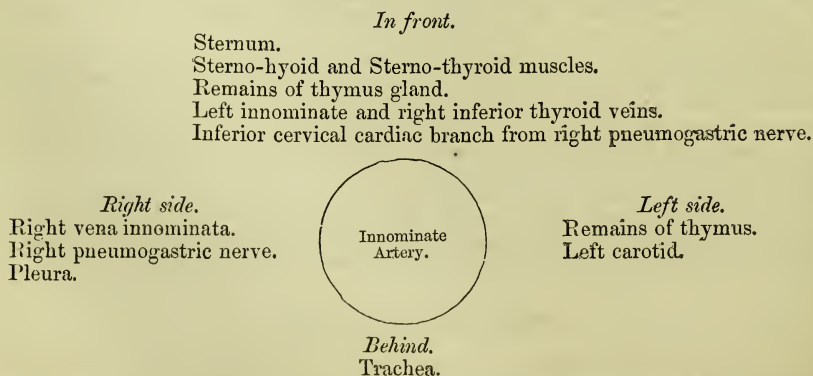 In front.
Sternum.
Sterno-hyoid and Sterno-thyroid muscles.
Remains of thymus gland.
Left innominate and right inferior thyroid veins.
Inferior cervical cardiac branch from right pneumogastric nerve.
Right side.
Right vena innominata.
Right pneumogastric nerve.
Pleura.
Innominate
Artery.
Left side.
Remains of thymus.
Left carotid.
Behind.
Trachea.